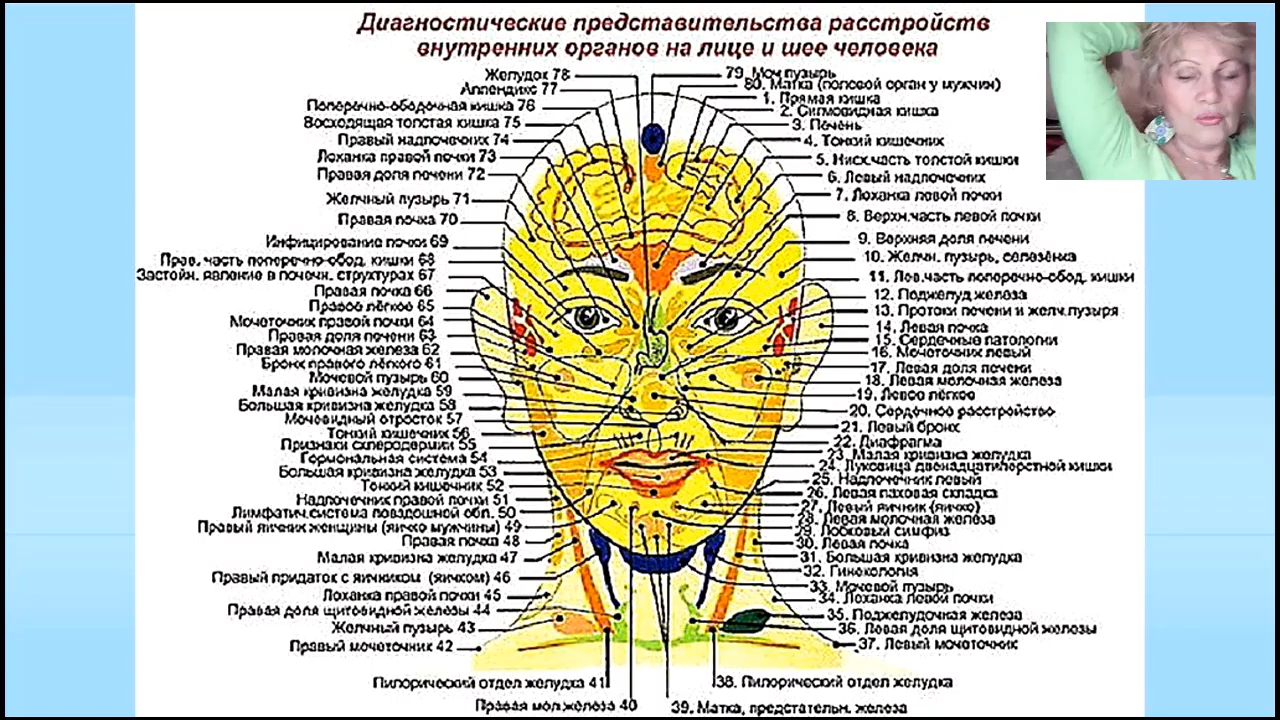 Диагностические представительства расстройств
внутренних органов на лице и шее человека
Желудок 78
Аппендикс 77
Поперечно-ободочная кишка 76
Восходящая толстая кишка 75
Правый надпочечник 74
Лоханка правой почки 73
Правая доля печени 72
Желчный пузырь 71
Правая почка 70
Инфицирование почки 69
Прав. часть поперечно-обод. кишки 68
Застойн. явление в почечн. структурах 67
Правая почка 66
Правое лёгкое 65
Мочеточник правой почки 64
Правая доля печени 63
Правая молочная железа 62
Бронх правого лёгкого 61
Мочевой пузырь 60
Малая кривизна желудка 59
Большая кривизна желудка 58
Мочевидный отросток 57
Тонкий кишечник 56
Признаки склеродермии 55
Гормональная система 54
Большая кривизна желудка 53
Тонкий кишечник 52
Надпочечник правой почки 51
Лимфатич.система повздошной обл. 50
Правый яичник женщины (яичко мужчины) 49
Правая почка 48
Малая кривизна желудка 47
Правый придаток с яичником (яичком) 46
Лоханка правой почки 45
Правая доля щитовидной железы 44
Желчный пузырь 43
Правый мочеточник 42
Пилорический отдел желудка 41
Правая мол.железа 40
79. Моч.пузырь
80. Матка (половой орган у мужчин)
1. Прямая кишка
2. Сигмовидная кишка
3. Печень
4. Тонкий кишечник
5. Нисх.часть толстой кишки
6. Левый надпочечник
7. Лоханка левой почки
8. Верхн.часть левой почки
9. Верхняя доля печени
10. Желчн. пузырь, селезёнка
11. Лев.часть поперечно-обод. кишки
12. Поджелуд.железа
13. Протоки печени и желч.пузыря
14. Левая почка
15. Сердечные патологии
16. Мочеточник левый
17. Левая доля печени
18. Левая молочная железа
19. Левое лёгкое
20. Сердечное расстройство
21. Левый бронх
22. Диафрагма
23. Малая кривизна желудка
24. Луковица двенадцатиперстной кишки
25. Надпочечник левый
26. Левая паховая складка
27. Левый яичник (яичко)
28. Левая молочная железа
29. Лобковый симфиз
30. Левая почка
31. Большая кривизна желудка
32. Гинекология
33. Мочевой пузырь
34. Лоханка левой почки
35. Поджелудочная железа
36. Левая доля щитовидной железы
37. Левый мочеточник
38. Пилорический отдел желудка
39. Матка, предстательн. железа